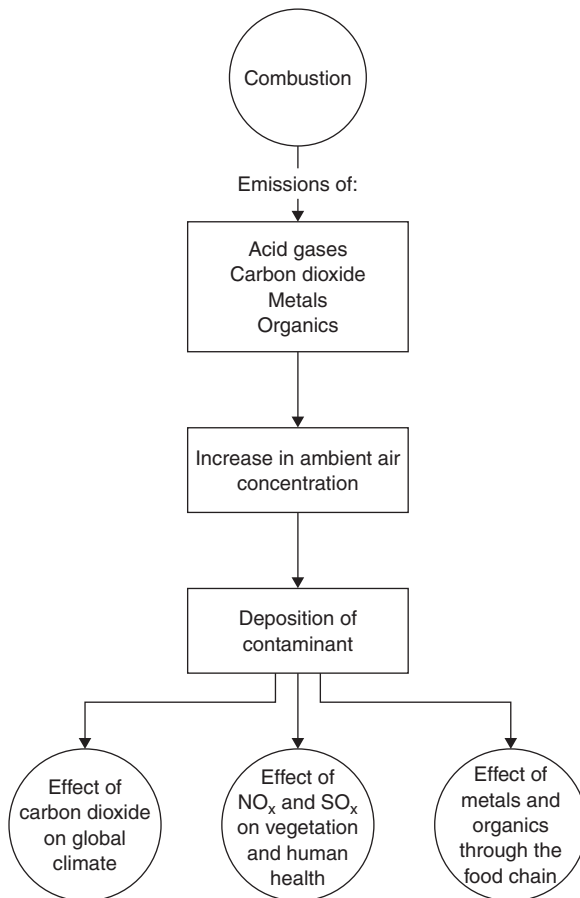 Combustion
Emissions of:
Acid gases
Carbon dioxide
Metals
Organics
Increase in ambient air
concentration
Deposition of
contaminant
Effect of
carbon dioxide
on global
climate
Effect of
NOₓ and SOₓ
on vegetation
and human
health
Effect of
metals and
organics
through the
food chain